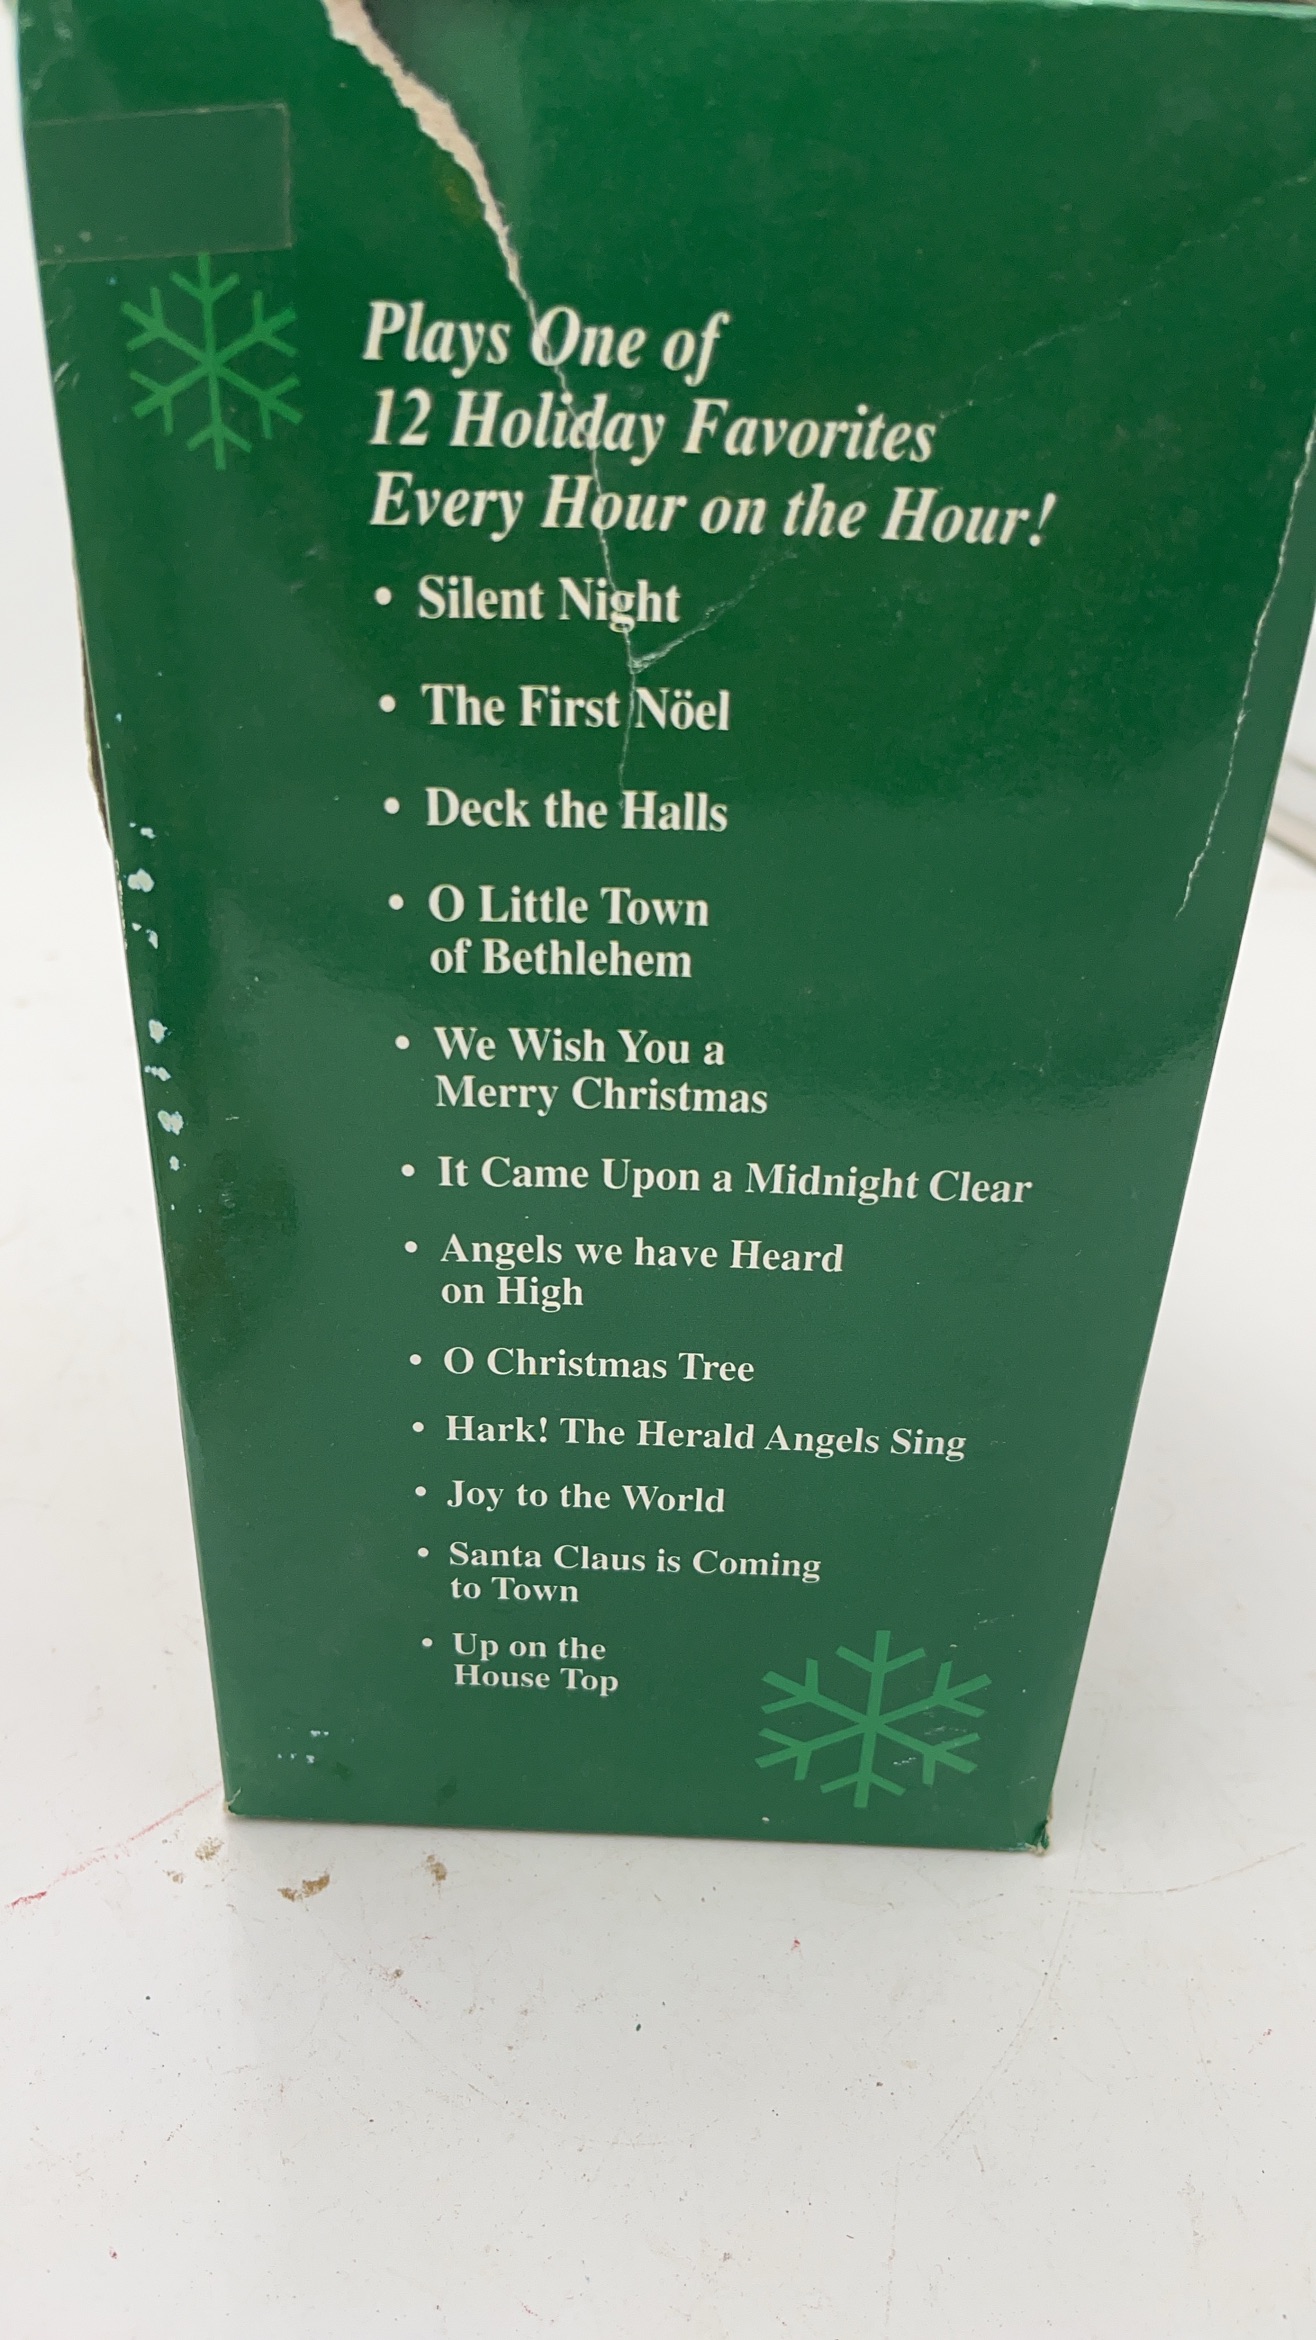 Plays One of
12 Holiday Favorites
Every Hour on the Hour!
• Silent Night
• The First Nöel
• Deck the Halls
• O Little Town
of Bethlehem
• We Wish You a
Merry Christmas
• It Came Upon a Midnight Clear
• Angels we have Heard
on High
• O Christmas Tree
• Hark! The Herald Angels Sing
• Joy to the World
• Santa Claus is Coming
to Town
• Up on the
House Top